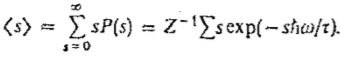 ⟨s⟩ = ∑_{s=0}^{∞} sP(s) = Z⁻¹∑s exp(−sℏω/τ).